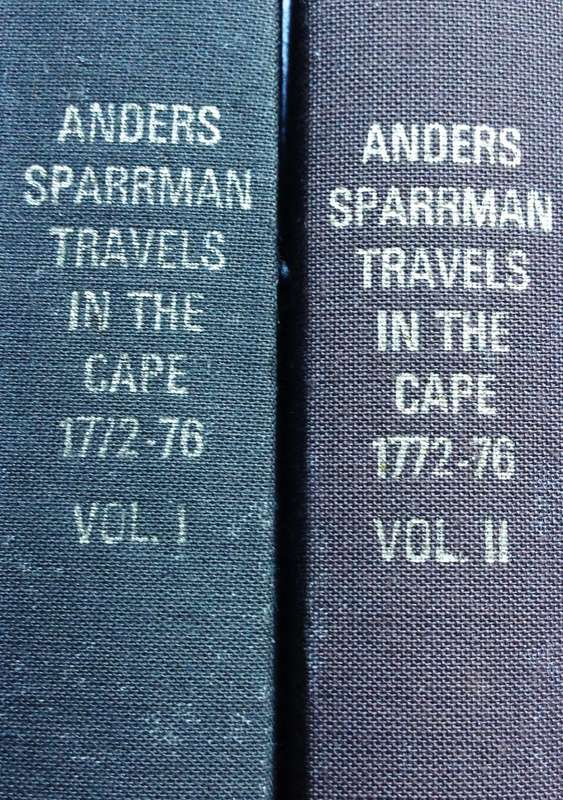 ANDERS
SPARRMAN
TRAVELS
IN THE
CAPE
1772-76
VOL. I
ANDERS
SPARRMAN
TRAVELS
IN THE
CAPE
1772-76
VOL. II